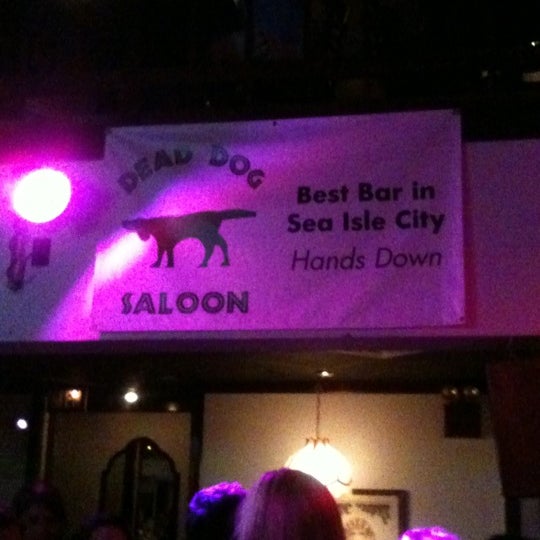 DEAD DOG
SALOON
Best Bar in
Sea Isle City
Hands Down